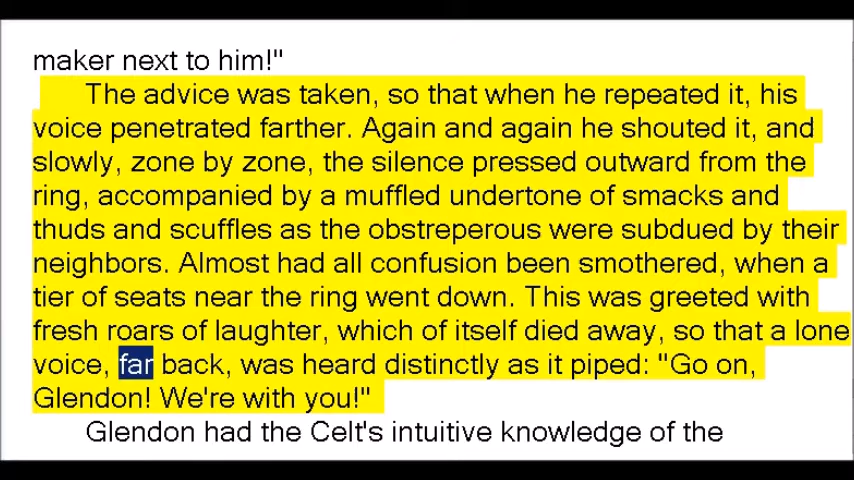 maker next to him!"
The advice was taken, so that when he repeated it, his
voice penetrated farther. Again and again he shouted it, and
slowly, zone by zone, the silence pressed outward from the
ring, accompanied by a muffled undertone of smacks and
thuds and scuffles as the obstreperous were subdued by their
neighbors. Almost had all confusion been smothered, when a
tier of seats near the ring went down. This was greeted with
fresh roars of laughter, which of itself died away, so that a lone
voice, far back, was heard distinctly as it piped: "Go on,
Glendon! We're with you!"
Glendon had the Celt's intuitive knowledge of the